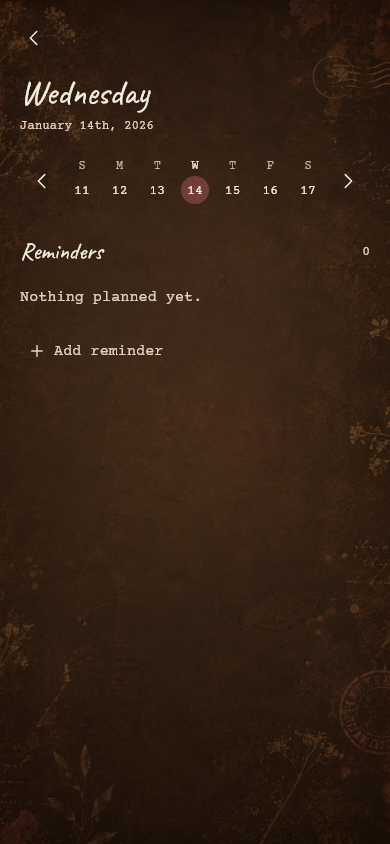 Wednesday
January 14th, 2026
S M T W T F S
11 12 13 14 15 16 17
Reminders 0
Nothing planned yet.
+ Add reminder